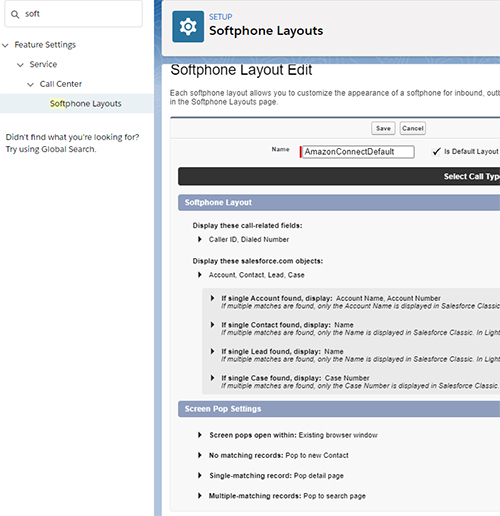 soft
Feature Settings
Service
Call Center
Softphone Layouts
Didn't find what you're looking for?
Try using Global Search.
SETUP
Softphone Layouts
Softphone Layout Edit
Each softphone layout allows you to customize the appearance of a softphone for inbound,
in the Softphone Layouts page.
Save Cancel
Name AmazonConnectDefault Is Default Layout
Select Call
Softphone Layout
Display these call-related fields:
Caller ID, Dialed Number
Display these salesforce.com objects:
Account, Contact, Lead, Case
If single Account found, display: Account Name, Account Number
If multiple matches are found, only the Account Name is displayed in Salesforce Classic.
If single Contact found, display: Name
If multiple matches are found, only the Name is displayed in Salesforce Classic. In
If single Lead found, display: Name
If multiple matches are found, only the Name is displayed in Salesforce Classic. In
If single Case found, display: Case Number
If multiple matches are found, only the Case Number is displayed in Salesforce Classic.
Screen Pop Settings
Screen pops open within: Existing browser window
No matching records: Pop to new Contact
Single-matching record: Pop detail page
Multiple-matching records: Pop to search page